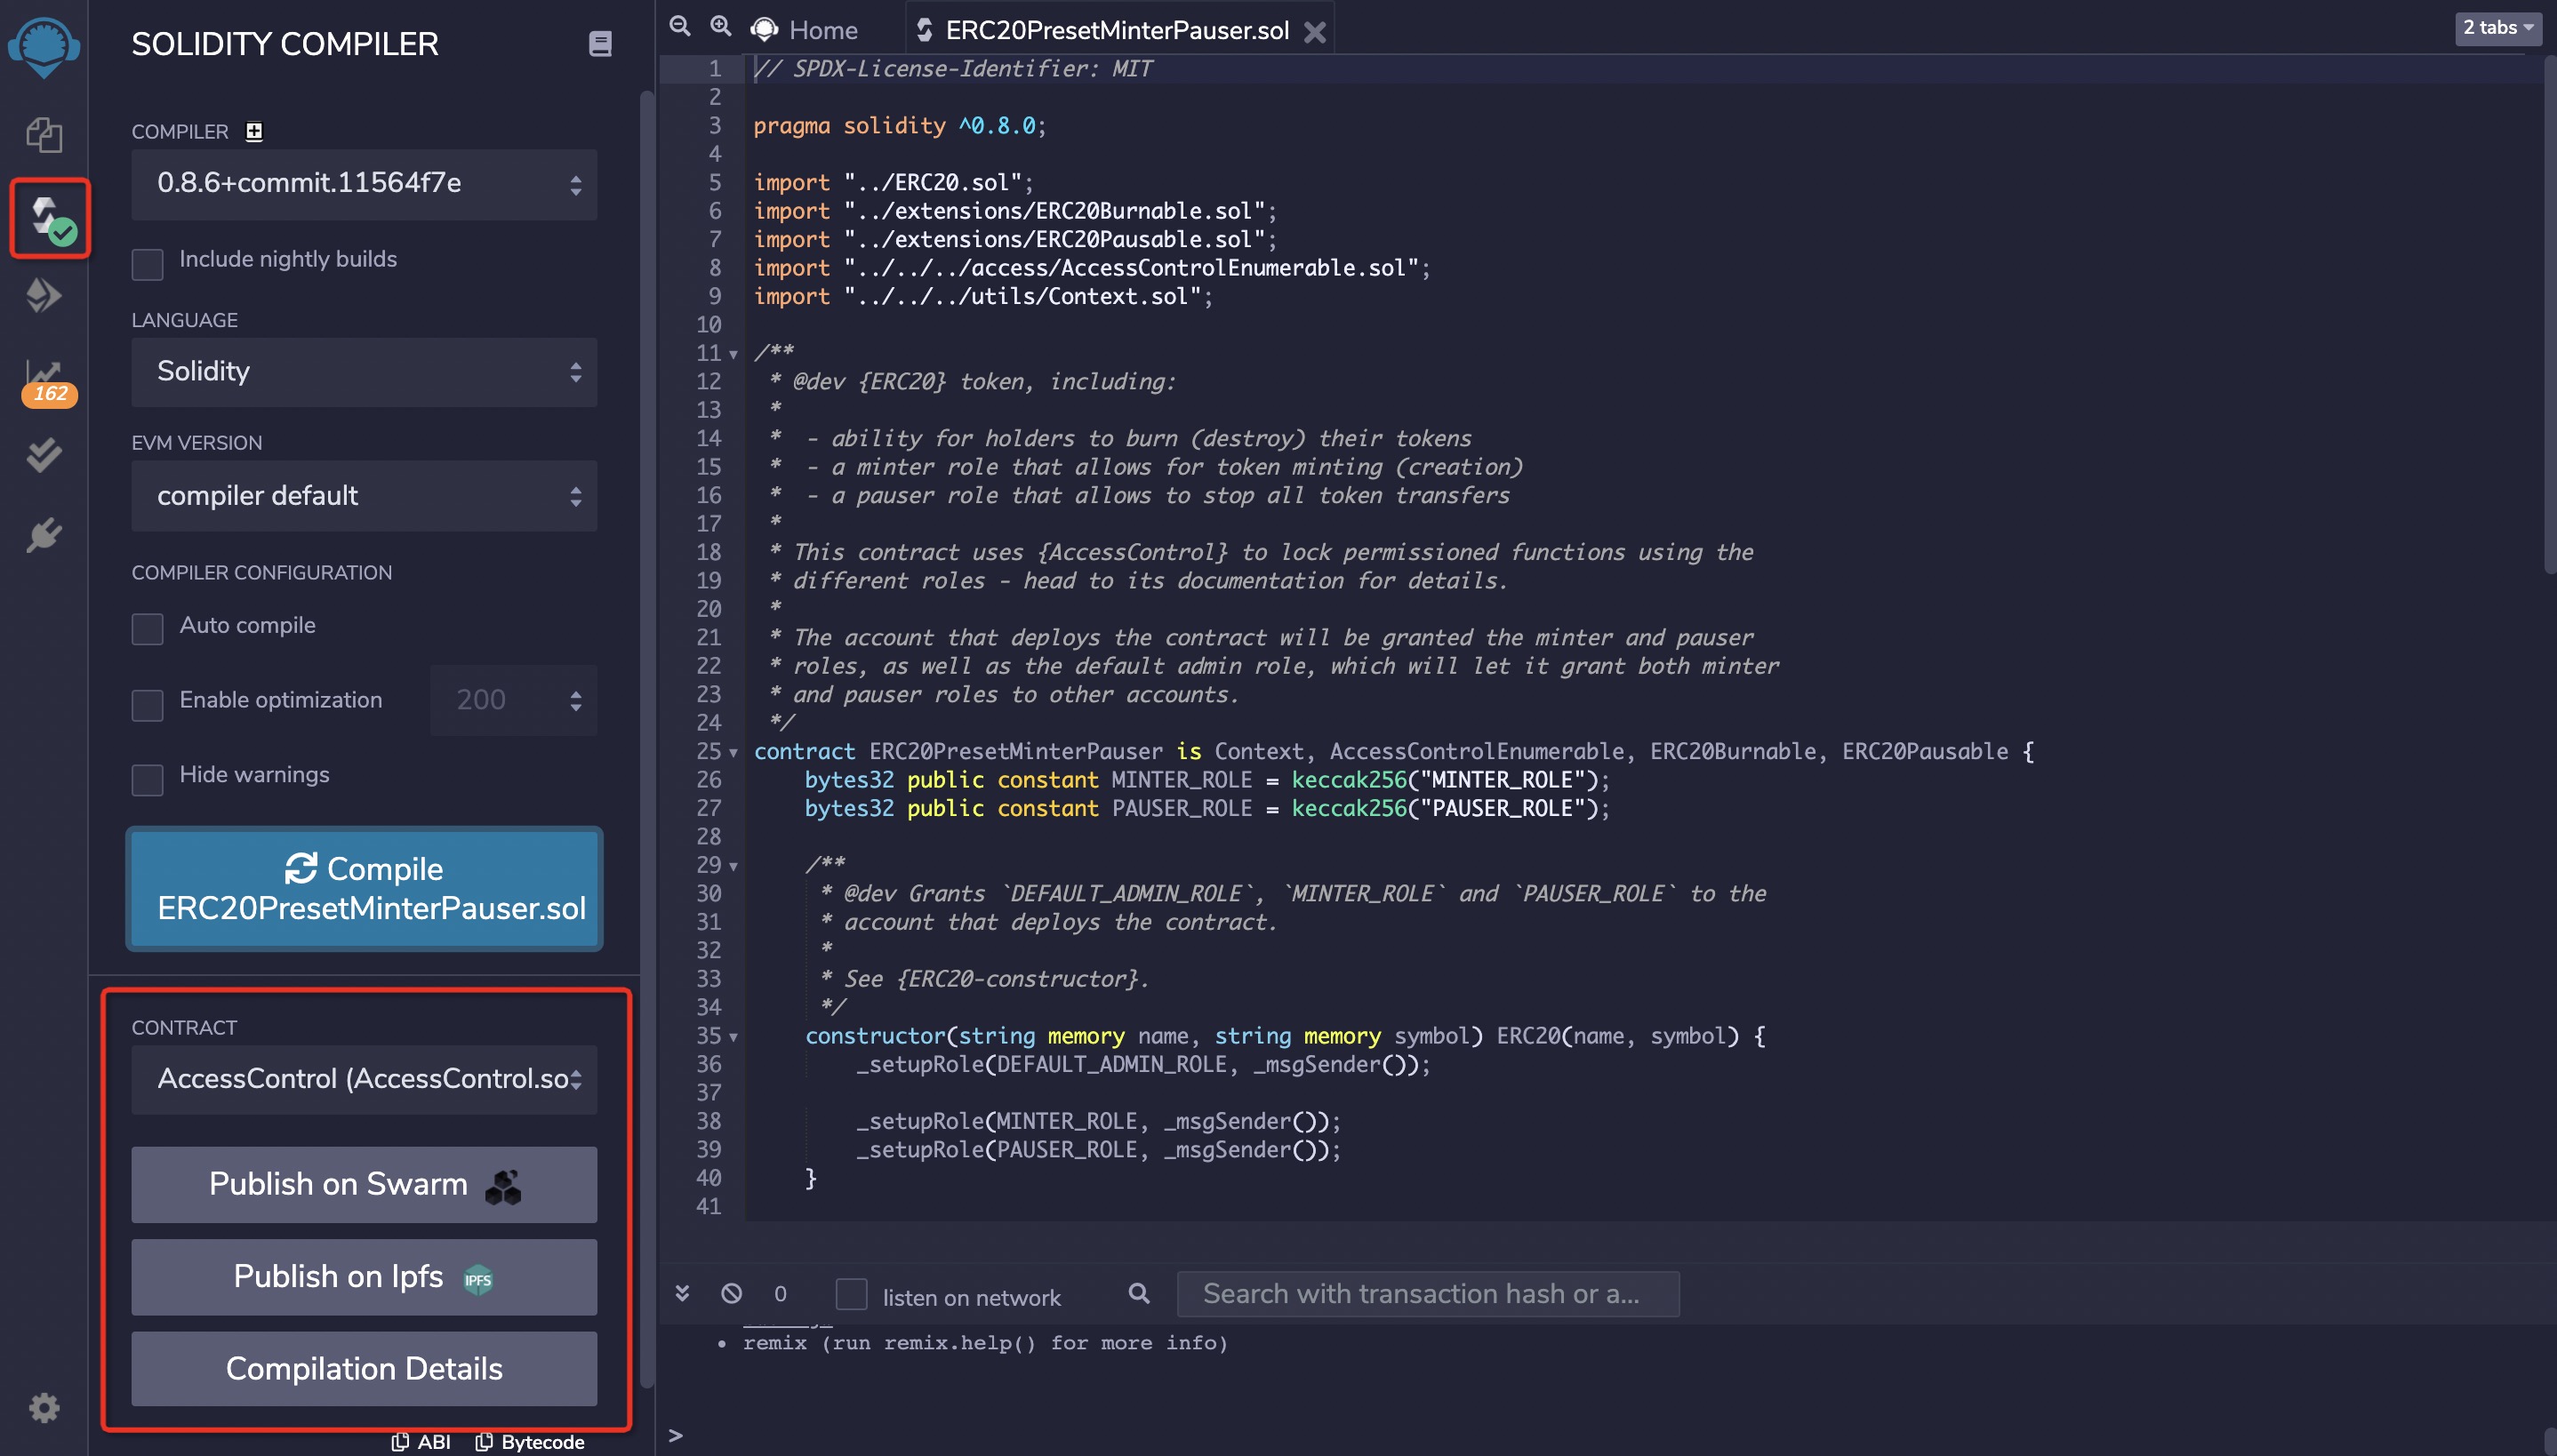 SOLIDITY COMPILER
COMPILER
0.8.6+commit.11564f7e
Include nightly builds
LANGUAGE
Solidity
162
EVM VERSION
compiler default
COMPILER CONFIGURATION
Auto compile
Enable optimization 200
Hide warnings
Compile
ERC20PresetMinterPauser.sol
CONTRACT
AccessControl (AccessControl.so
Publish on Swarm
Publish on Ipfs IPFS
Compilation Details
ABI Bytecode
Home ERC20PresetMinterPauser.sol 2 tabs
1 // SPDX-License-Identifier: MIT
2
3 pragma solidity ^0.8.0;
4
5 import "../ERC20.sol";
6 import "../extensions/ERC20Burnable.sol";
7 import "../extensions/ERC20Pausable.sol";
8 import "../../../access/AccessControlEnumerable.sol";
9 import "../../../utils/Context.sol";
10
11 /**
12 * @dev {ERC20} token, including:
13 *
14 * - ability for holders to burn (destroy) their tokens
15 * - a minter role that allows for token minting (creation)
16 * - a pauser role that allows to stop all token transfers
17 *
18 * This contract uses {AccessControl} to lock permissioned functions using the
19 * different roles - head to its documentation for details.
20 *
21 * The account that deploys the contract will be granted the minter and pauser
22 * roles, as well as the default admin role, which will let it grant both minter
23 * and pauser roles to other accounts.
24 */
25 contract ERC20PresetMinterPauser is Context, AccessControlEnumerable, ERC20Burnable, ERC20Pausable {
26 bytes32 public constant MINTER_ROLE = keccak256("MINTER_ROLE");
27 bytes32 public constant PAUSER_ROLE = keccak256("PAUSER_ROLE");
28
29 /**
30 * @dev Grants `DEFAULT_ADMIN_ROLE`, `MINTER_ROLE` and `PAUSER_ROLE` to the
31 * account that deploys the contract.
32 *
33 * See {ERC20-constructor}.
34 */
35 constructor(string memory name, string memory symbol) ERC20(name, symbol) {
36 _setupRole(DEFAULT_ADMIN_ROLE, _msgSender());
37
38 _setupRole(MINTER_ROLE, _msgSender());
39 _setupRole(PAUSER_ROLE, _msgSender());
40 }
41
0 listen on network Search with transaction hash or a...
• remix (run remix.help() for more info)
>